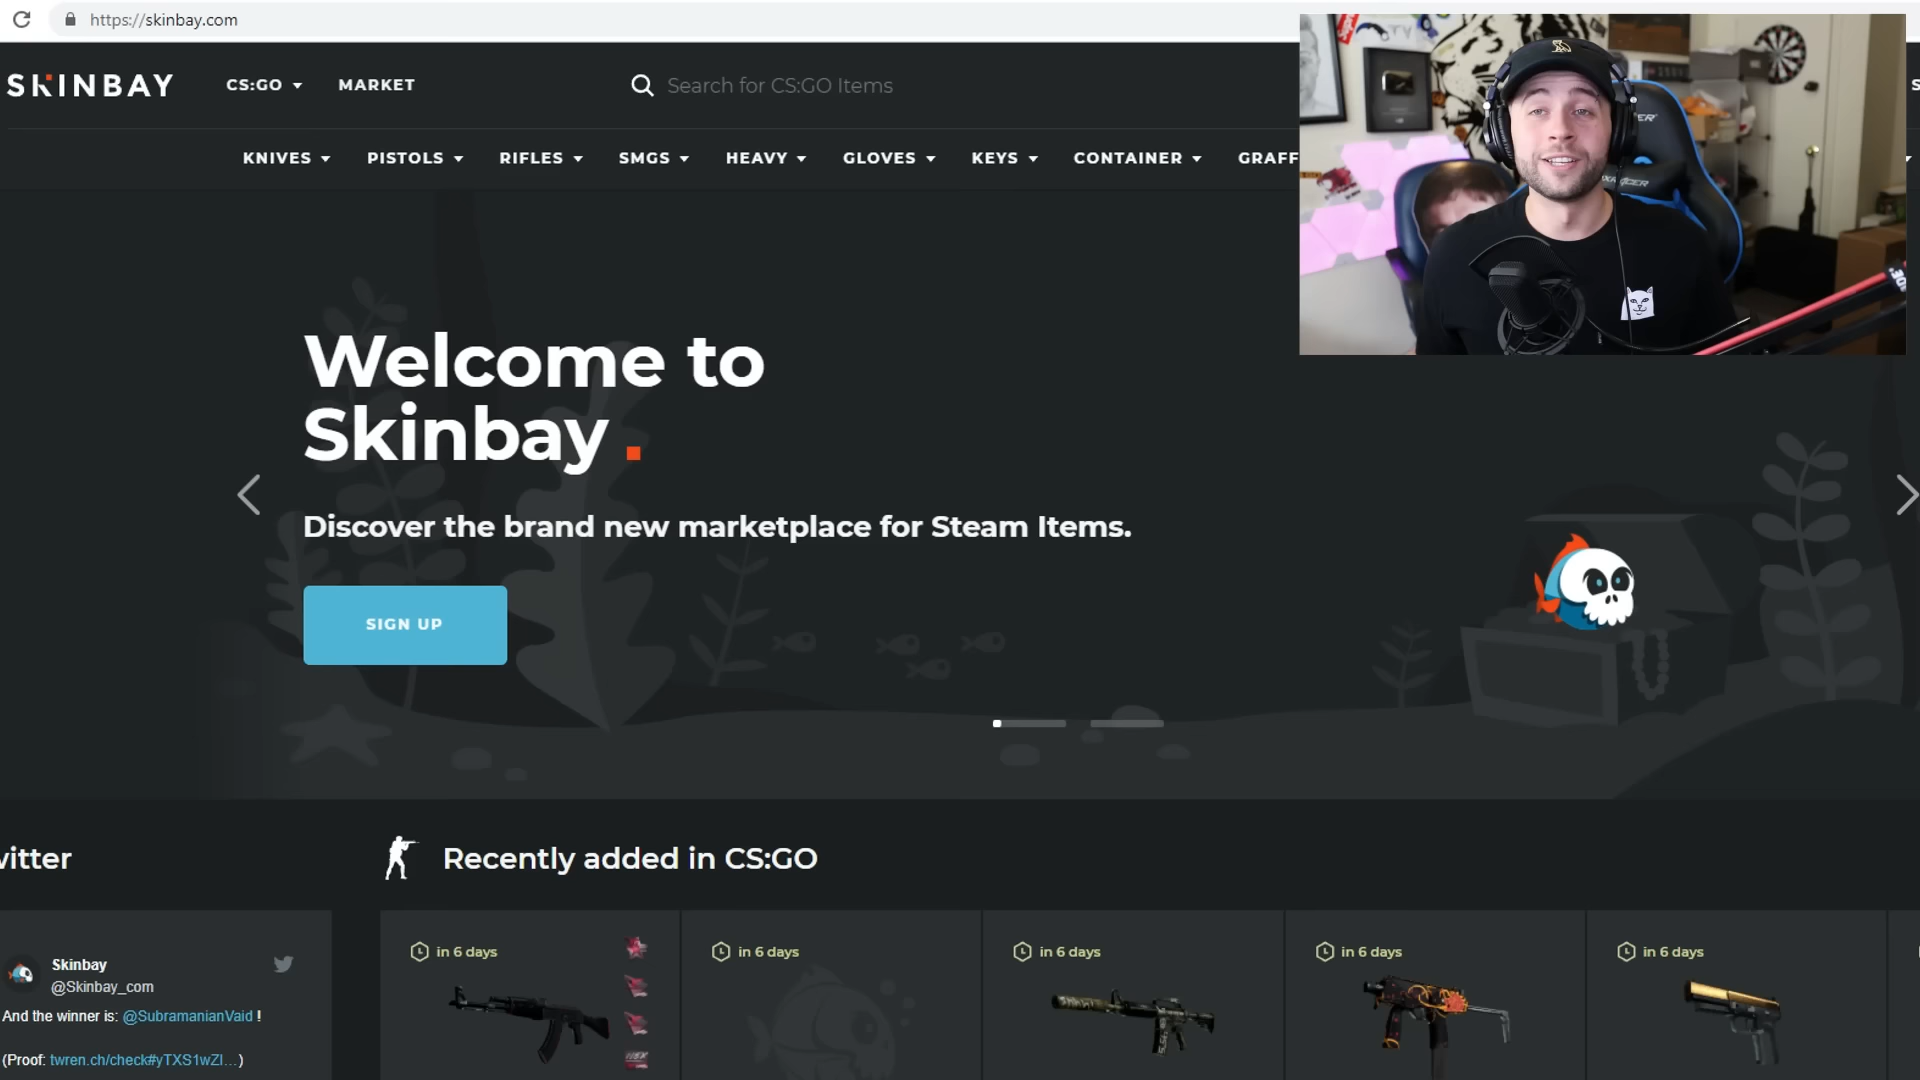 https://skinbay.com
SKINBAY
CS:GO
MARKET
Search for CS:GO Items
KNIVES
PISTOLS
RIFLES
SMGS
HEAVY
GLOVES
KEYS
CONTAINER
GRAFF
Welcome to
Skinbay.
Discover the brand new marketplace for Steam Items.
SIGN UP
witter
Recently added in CS:GO
Skinbay
@Skinbay_com
And the winner is: @SubramanianVaid !
(Proof: twren.ch/check#yTXS1wZl...)
in 6 days
in 6 days
in 6 days
in 6 days
in 6 days